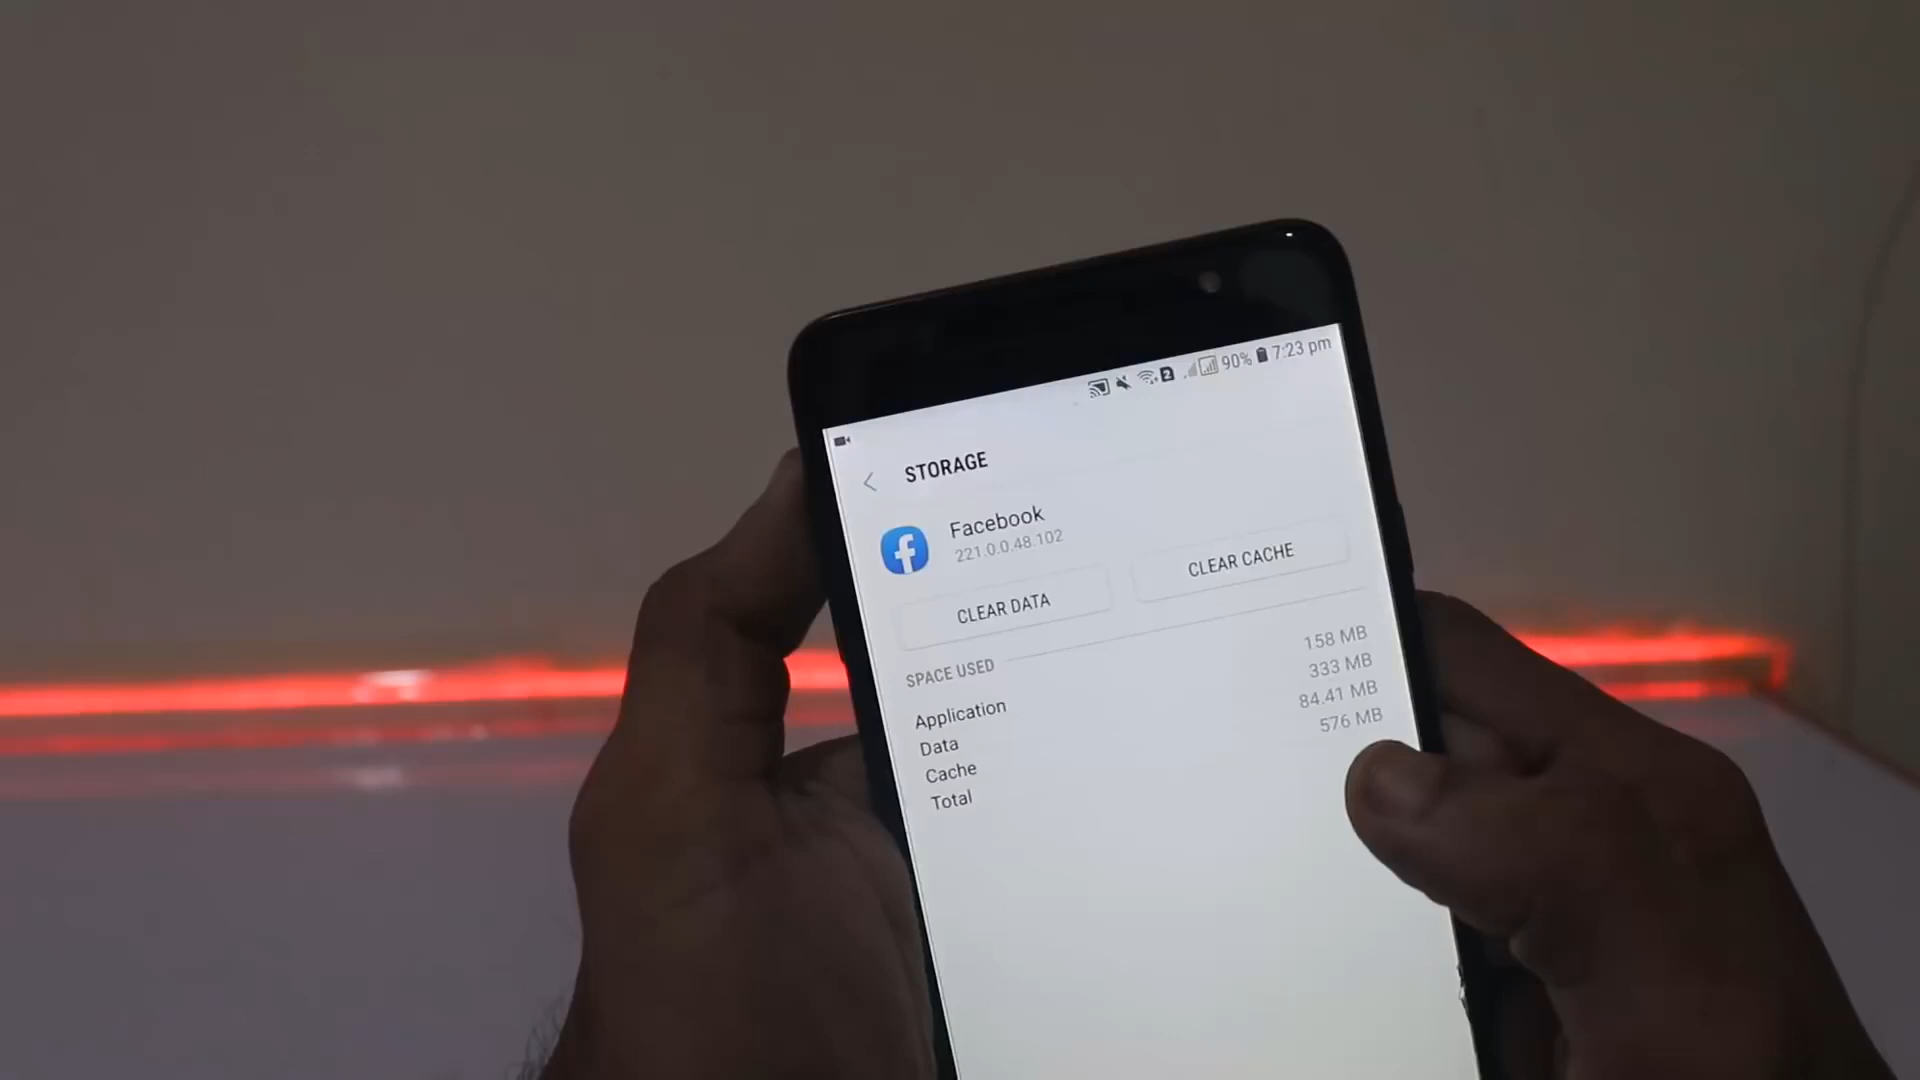 2 90% 7:23 pm
STORAGE
Facebook
221.0.0.48.102
CLEAR DATA CLEAR CACHE
SPACE USED
Application 158 MB
Data 333 MB
Cache 84.41 MB
Total 576 MB